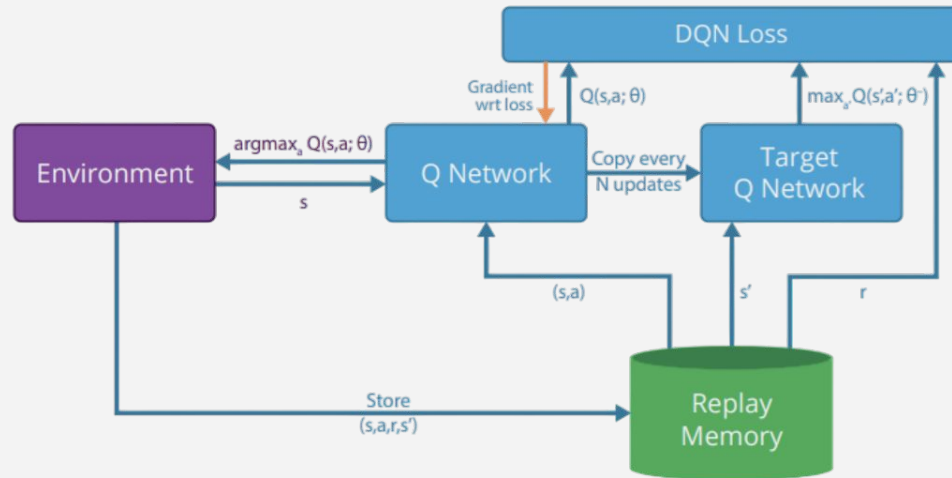 DQN Loss
Gradient
wrt loss
Q(s,a; θ)
maxₐ' Q(s',a'; θ⁻)
argmaxₐ Q(s,a; θ)
Environment
Q Network
Copy every
N updates
Target
Q Network
s
(s,a)
s'
r
Store
(s,a,r,s')
Replay
Memory